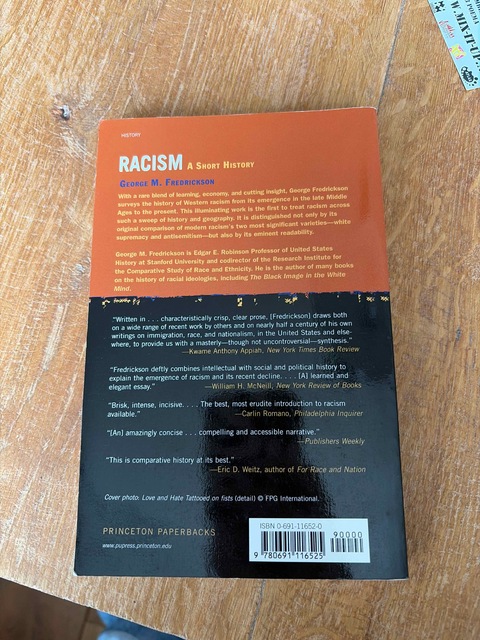 W.MIX-IT-UP.
HISTORY
RACISM A SHORT HISTORY
GEORGE M. FREDRICKSON
With a rare blend of learning, economy, and cutting insight, George Fredrickson
surveys the history of Western racism from its emergence in the late Middle
Ages to the present. This illuminating work is the first to treat racism across
such a sweep of history and geography. It is distinguished not only by its
original comparison of modern racism's two most significant varieties—white
supremacy and antisemitism—but also by its eminent readability.
George M. Fredrickson is Edgar E. Robinson Professor of United States
History at Stanford University and codirector of the Research Institute for
the Comparative Study of Race and Ethnicity. He is the author of many books
on the history of racial ideologies, including The Black Image in the White
Mind.
"Written in . . . characteristically crisp, clear prose, [Fredrickson] draws both
on a wide range of recent work by others and on nearly half a century of his own
writings on immigration, race, and nationalism, in the United States and else-
where, to provide us with a masterly—though not uncontroversial—synthesis."
—Kwame Anthony Appiah, New York Times Book Review
"Fredrickson deftly combines intellectual with social and political history to
explain the emergence of racism and its recent decline. . . . [A] learned and
elegant essay."
—William H. McNeill, New York Review of Books
"Brisk, intense, incisive. . . . The best, most erudite introduction to racism
available."
—Carlin Romano, Philadelphia Inquirer
"[An] amazingly concise . . . compelling and accessible narrative."
—Publishers Weekly
"This is comparative history at its best."
—Eric D. Weitz, author of For Race and Nation
Cover photo: Love and Hate Tattooed on fists (detail) © FPG International.
PRINCETON PAPERBACKS
www.pupress.princeton.edu
ISBN 0-691-11652-0
90000
9 780691 116525